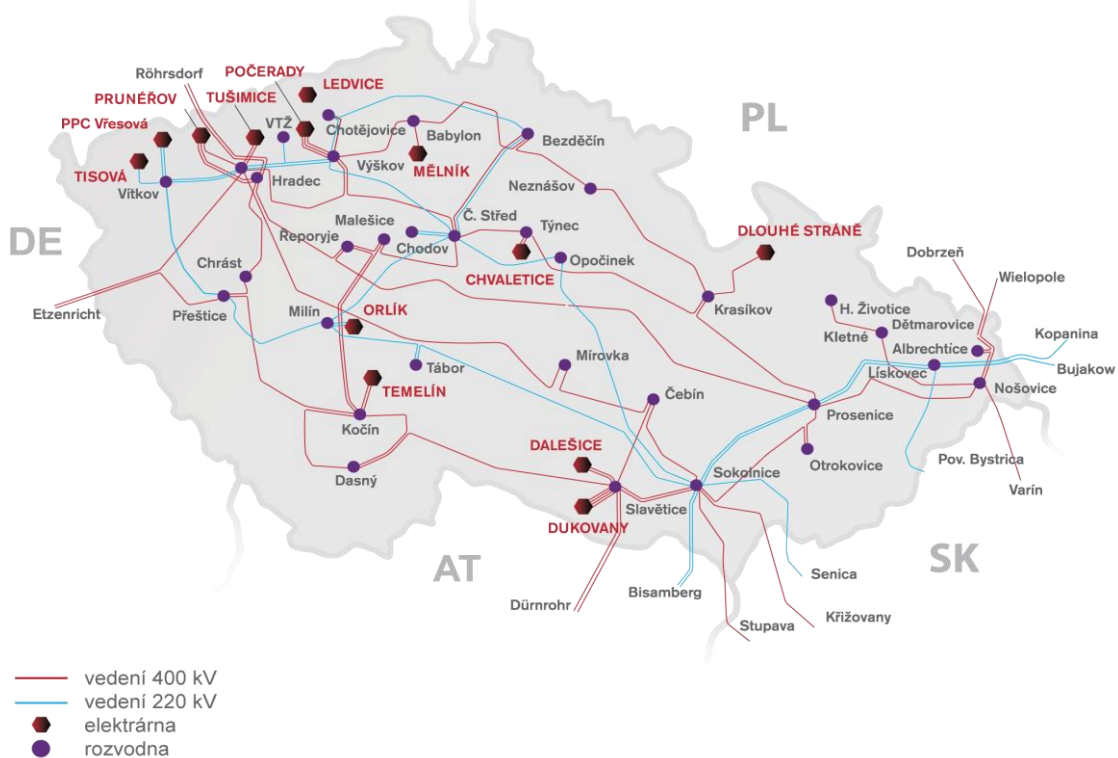 Röhrsdorf
POČERADY
LEDVICE
PRUNÉŘOV
TUŠIMICE
PPC Vřesová
VTŽ
Chotějovice
Babylon
Bezděčín
PL
TISOVÁ
Výškov
MĚLNÍK
Vítkov
Hradec
Neznášov
DE
Malešice
Č. Střed
Týnec
Řeporyje
Chodov
DLOUHÉ STRÁNĚ
CHVALETICE
Opočinek
Dobrzeń
Wielopole
Chrást
Etzenricht
Přeštice
Milín
ORLÍK
Krasíkov
H. Životice
Dětmarovice
Kletné
Albrechtice
Kopanina
Lískovec
Bujakow
Mírovka
Tábor
TEMELÍN
Čebín
Nošovice
Prosenice
Kočín
DALEŠICE
Otrokovice
Pov. Bystrica
Dasný
Sokolnice
Varín
Slavětice
DUKOVANY
AT
SK
Senica
Bisamberg
Dürnrohr
Křižovany
Stupava
vedení 400 kV
vedení 220 kV
elektrárna
rozvodna